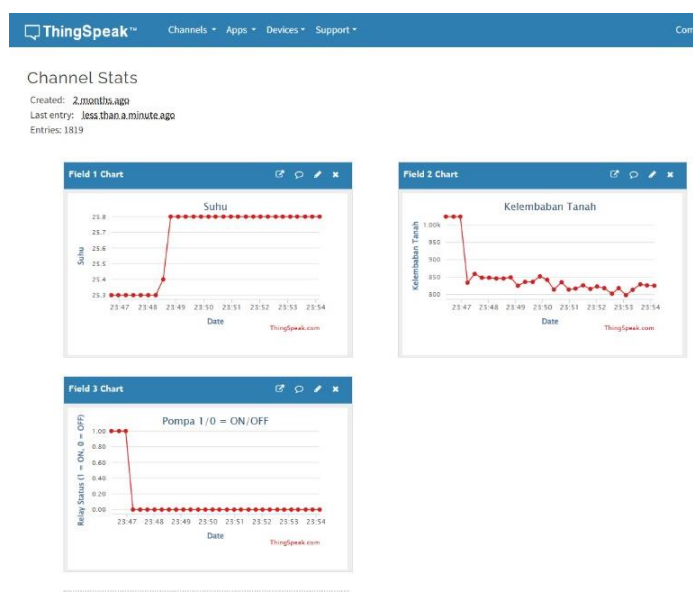 ThingSpeak™ Channels Apps Devices Support Com
Channel Stats
Created: 2 months ago
Last entry: less than a minute ago
Entries: 1819
Field 1 Chart
Suhu
Suhu
25.8
25.7
25.6
25.5
25.4
25.3
23:47 23:48 23:49 23:50 23:51 23:52 23:53 23:54
Date
ThingSpeak.com
Field 2 Chart
Kelembaban Tanah
Kelembaban Tanah
1.00k
950
900
850
800
23:47 23:48 23:49 23:50 23:51 23:52 23:53 23:54
Date
ThingSpeak.com
Field 3 Chart
Pompa 1/0 = ON/OFF
Relay Status (1 = ON, 0 = OFF)
1.00
0.80
0.60
0.40
0.20
0.00
23:47 23:48 23:49 23:50 23:51 23:52 23:53 23:54
Date
ThingSpeak.com